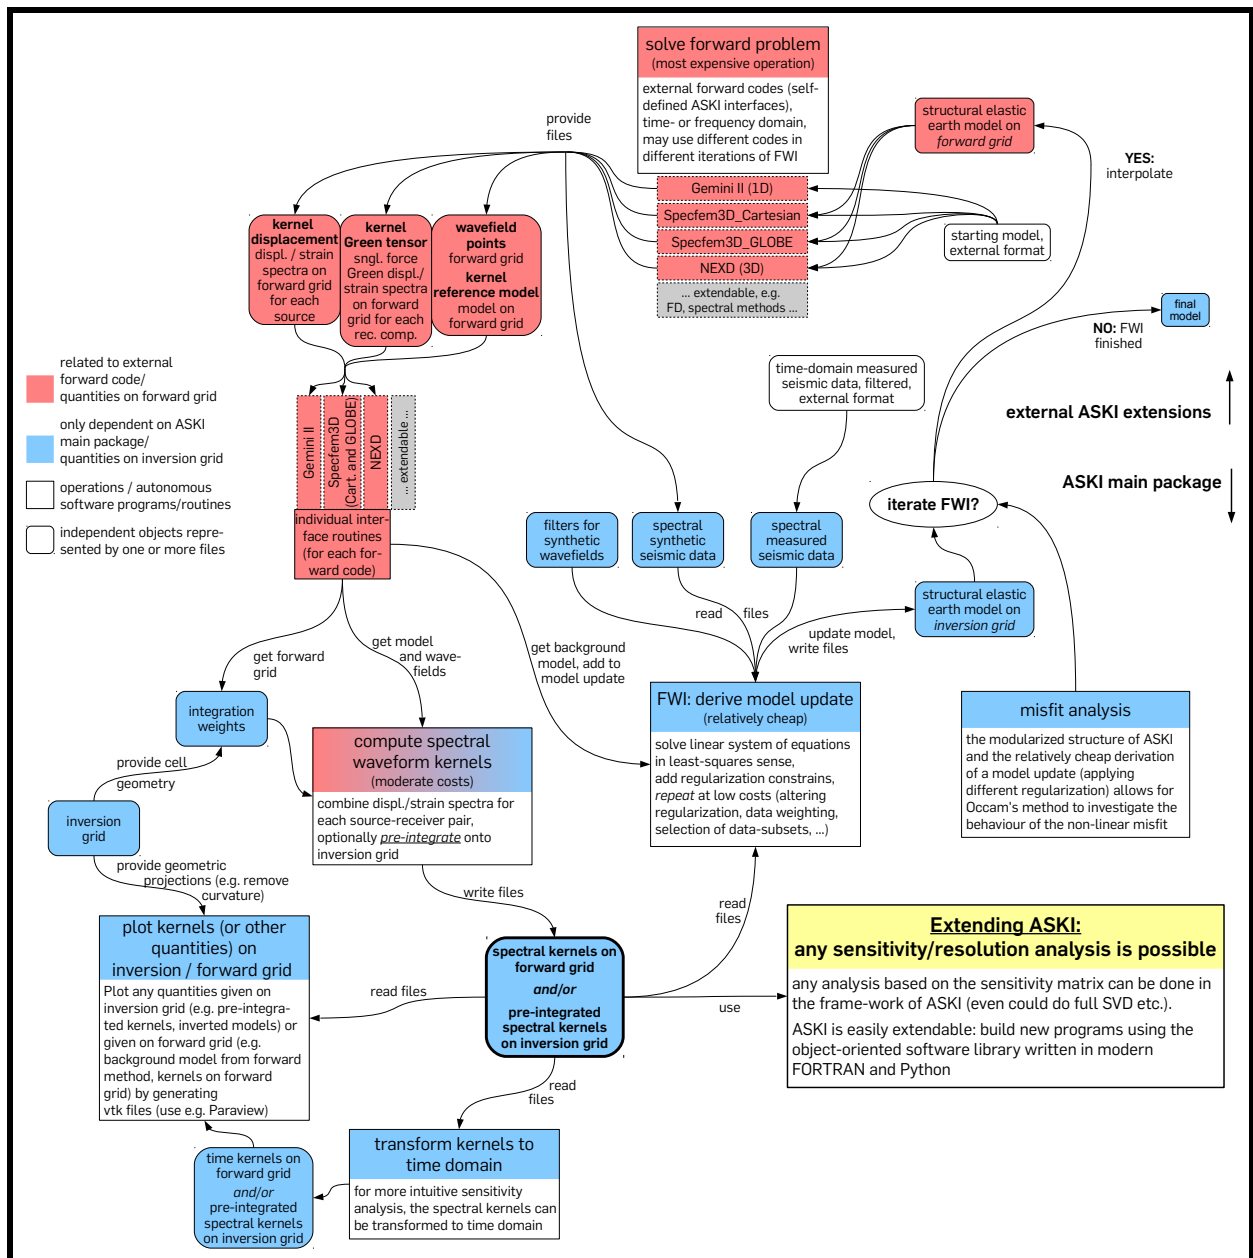 solve forward problem
(most expensive operation)
external forward codes (self-
defined ASKI interfaces),
time- or frequency domain,
may use different codes in
different iterations of FWI
Gemini II (1D)
Specfem3D_Cartesian
Specfem3D_GLOBE
NEXD (3D)
... extendable, e.g.
FD, spectral methods ...
provide
files
structural elastic
earth model on
forward grid
YES:
interpolate
starting model,
external format
final
model
NO: FWI
finished
kernel
displacement
displ. / strain
spectra on
forward grid
for each
source
kernel
Green tensor
sngl. force
Green displ./
strain spectra
on forward
grid for each
rec. comp.
wavefield
points
forward grid
kernel
reference model
model on
forward grid
related to external
forward code/
quantities on forward grid
only dependent on ASKI
main package/
quantities on inversion grid
operations / autonomous
software programs/routines
independent objects repre-
sented by one or more files
time-domain measured
seismic data, filtered,
external format
external ASKI extensions
ASKI main package
Gemini II
Specfem3D
(Cart. and GLOBE)
NEXD
... extendable ...
individual inter-
face routines
(for each for-
ward code)
iterate FWI?
filters for
synthetic
wavefields
spectral
synthetic
seismic data
spectral
measured
seismic data
structural elastic
earth model on
inversion grid
read files
update model,
write files
get forward
grid
get model
and wave-
fields
get background
model, add to
model update
integration
weights
provide cell
geometry
inversion
grid
provide geometric
projections (e.g. remove
curvature)
compute spectral
waveform kernels
(moderate costs)
combine displ./strain spectra for
each source-receiver pair,
optionally pre-integrate onto
inversion grid
FWI: derive model update
(relatively cheap)
solve linear system of equations
in least-squares sense,
add regularization constrains,
repeat at low costs (altering
regularization, data weighting,
selection of data-subsets, ...)
misfit analysis
the modularized structure of ASKI
and the relatively cheap derivation
of a model update (applying
different regularization) allows for
Occam's method to investigate the
behaviour of the non-linear misfit
write files
read
files
plot kernels (or other
quantities) on
inversion / forward grid
Plot any quantities given on
inversion grid (e.g. pre-integra-
ted kernels, inverted models) or
given on forward grid (e.g.
background model from forward
method, kernels on forward
grid) by generating
vtk files (use e.g. Paraview)
read files
spectral kernels on
forward grid
and/or
pre-integrated
spectral kernels
on inversion grid
use
Extending ASKI:
any sensitivity/resolution analysis is possible
any analysis based on the sensitivity matrix can be done in
the frame-work of ASKI (even could do full SVD etc.).
ASKI is easily extendable: build new programs using the
object-oriented software library written in modern
FORTRAN and Python
read
files
transform kernels to
time domain
for more intuitive sensitivity
analysis, the spectral kernels can
be transformed to time domain
time kernels on
forward grid
and/or
pre-integrated
spectral kernels
on inversion grid